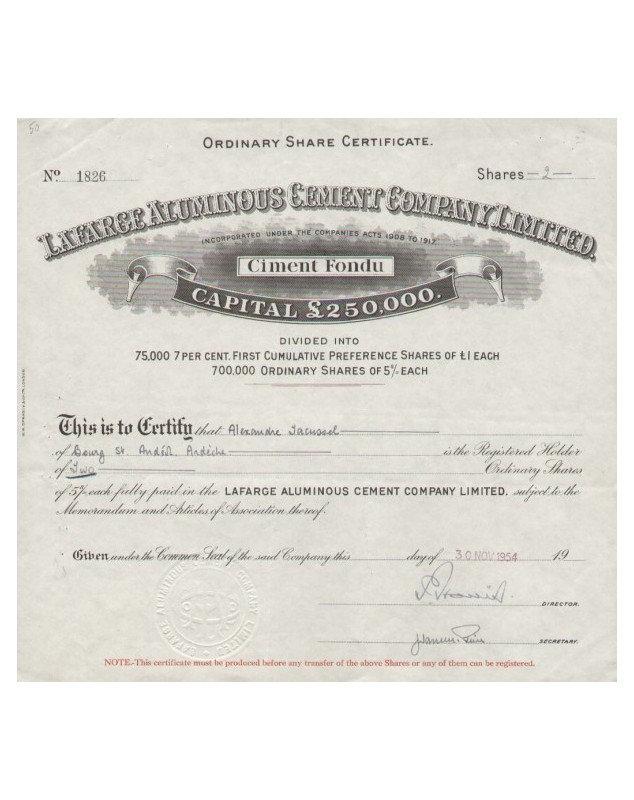 50
ORDINARY SHARE CERTIFICATE.
Nº 1826 Shares—2—
LAFARGE ALUMINOUS CEMENT COMPANY LIMITED.
INCORPORATED UNDER THE COMPANIES ACTS 1908 TO 1917.
Ciment Fondu
CAPITAL £250,000.
DIVIDED INTO
75,000 7 PER CENT. FIRST CUMULATIVE PREFERENCE SHARES OF £1 EACH
700,000 ORDINARY SHARES OF 5/- EACH
This is to Certify that Alexandre
of Bourg St Andéol. Ardèche is the Registered Holder
of Two Ordinary Shares
of 5/- each fully paid in the LAFARGE ALUMINOUS CEMENT COMPANY LIMITED, subject to the
Memorandum and Articles of Association thereof.
Given under the Common Seal of the said Company this day of 30 NOV 1954 19
DIRECTOR.
SECRETARY.
NOTE.-This certificate must be produced before any transfer of the above Shares or any of them can be registered.